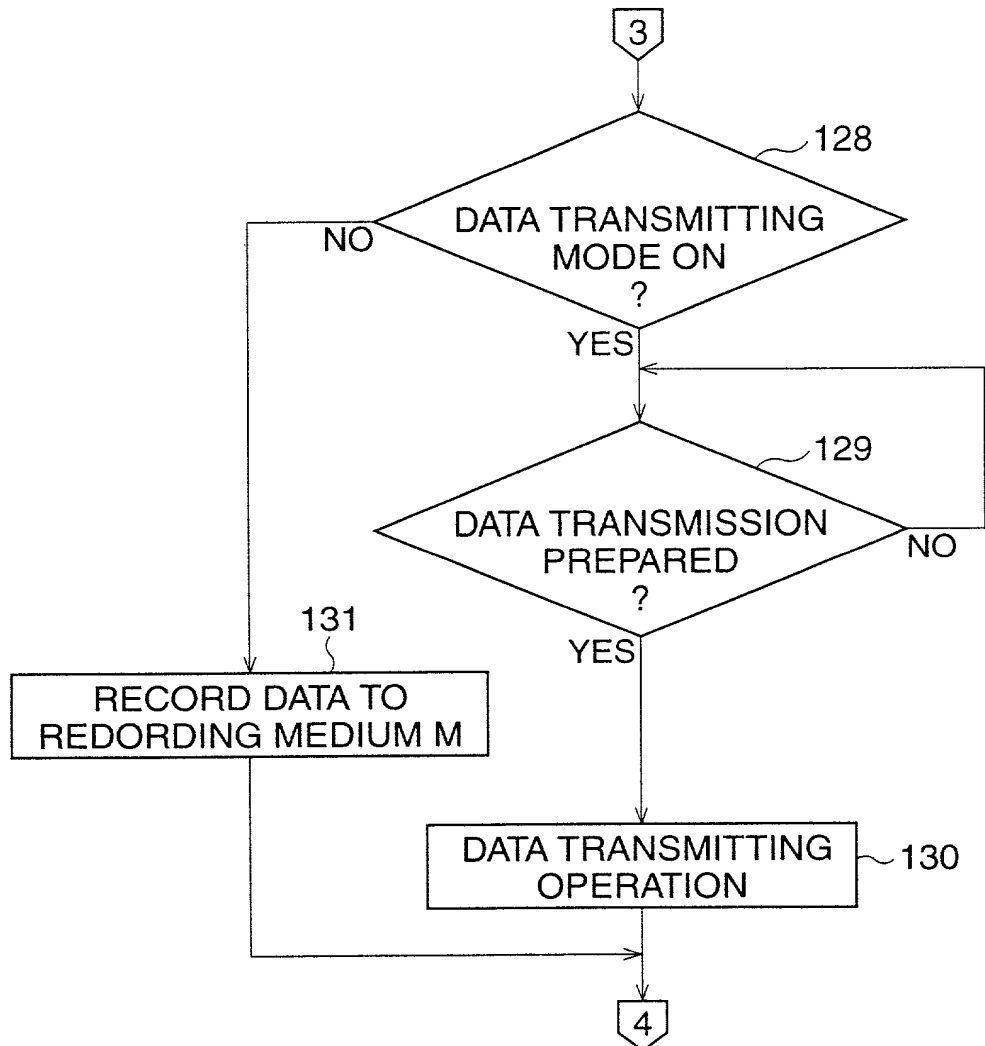 3
128
DATA TRANSMITTING
MODE ON
?
NO
YES
129
DATA TRANSMISSION
PREPARED
?
NO
YES
131
RECORD DATA TO
REDORDING MEDIUM M
DATA TRANSMITTING
OPERATION
130
4